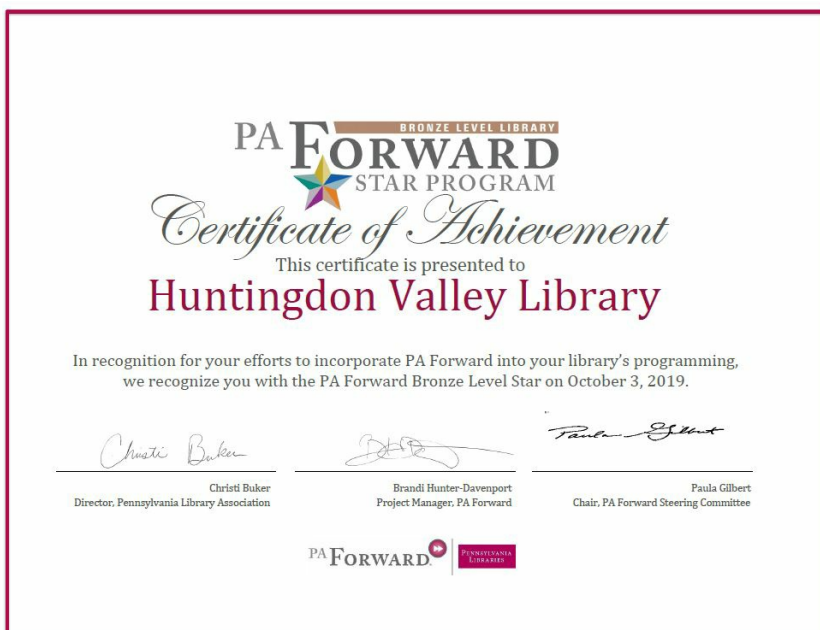 BRONZE LEVEL LIBRARY
PA FORWARD
STAR PROGRAM
Certificate of Achievement
This certificate is presented to
Huntingdon Valley Library
In recognition for your efforts to incorporate PA Forward into your library's programming,
we recognize you with the PA Forward Bronze Level Star on October 3, 2019.
Christi Buker
Paula Gilbert
Christi Buker
Director, Pennsylvania Library Association
Brandi Hunter-Davenport
Project Manager, PA Forward
Paula Gilbert
Chair, PA Forward Steering Committee
PA FORWARD
PENNSYLVANIA
LIBRARIES